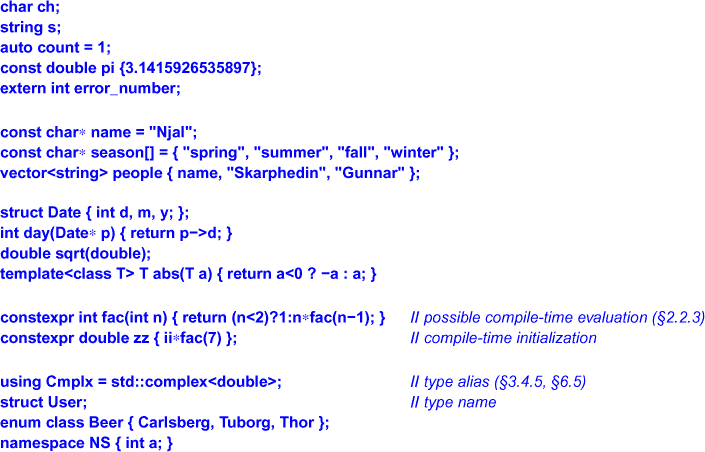 char ch;
string s;
auto count = 1;
const double pi {3.1415926535897};
extern int error_number;
const char∗ name = "Njal";
const char∗ season[] = { "spring", "summer", "fall", "winter" };
vector<string> people { name, "Skarphedin", "Gunnar" };
struct Date { int d, m, y; };
int day(Date∗ p) { return p−>d; }
double sqrt(double);
template<class T> T abs(T a) { return a<0 ? −a : a; }
constexpr int fac(int n) { return (n<2)?1:n∗fac(n−1); } // possible compile-time evaluation (§2.2.3)
constexpr double zz { ii∗fac(7) }; // compile-time initialization
using Cmplx = std::complex<double>; // type alias (§3.4.5, §6.5)
struct User; // type name
enum class Beer { Carlsberg, Tuborg, Thor };
namespace NS { int a; }